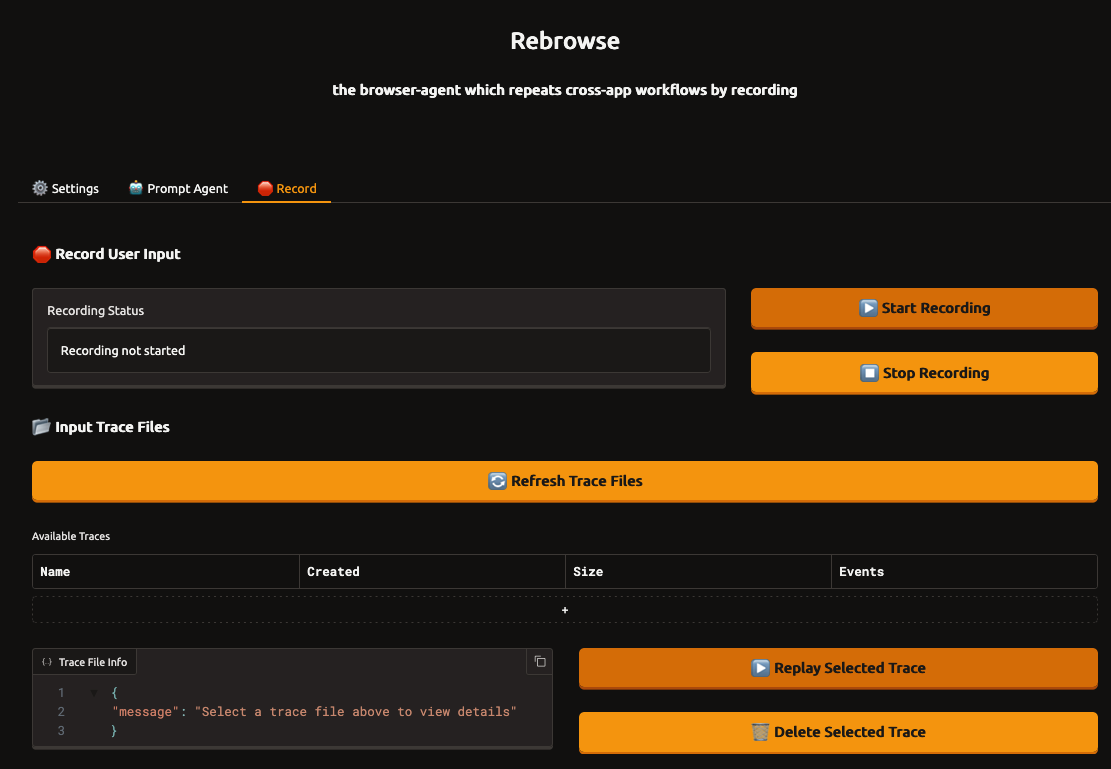 Rebrowse
the browser-agent which repeats cross-app workflows by recording
Settings Prompt Agent Record
Record User Input
Recording Status
Recording not started
Start Recording
Stop Recording
Input Trace Files
Refresh Trace Files
Available Traces
Name Created Size Events
+
{..} Trace File Info
1 {
2 "message": "Select a trace file above to view details"
3 }
Replay Selected Trace
Delete Selected Trace